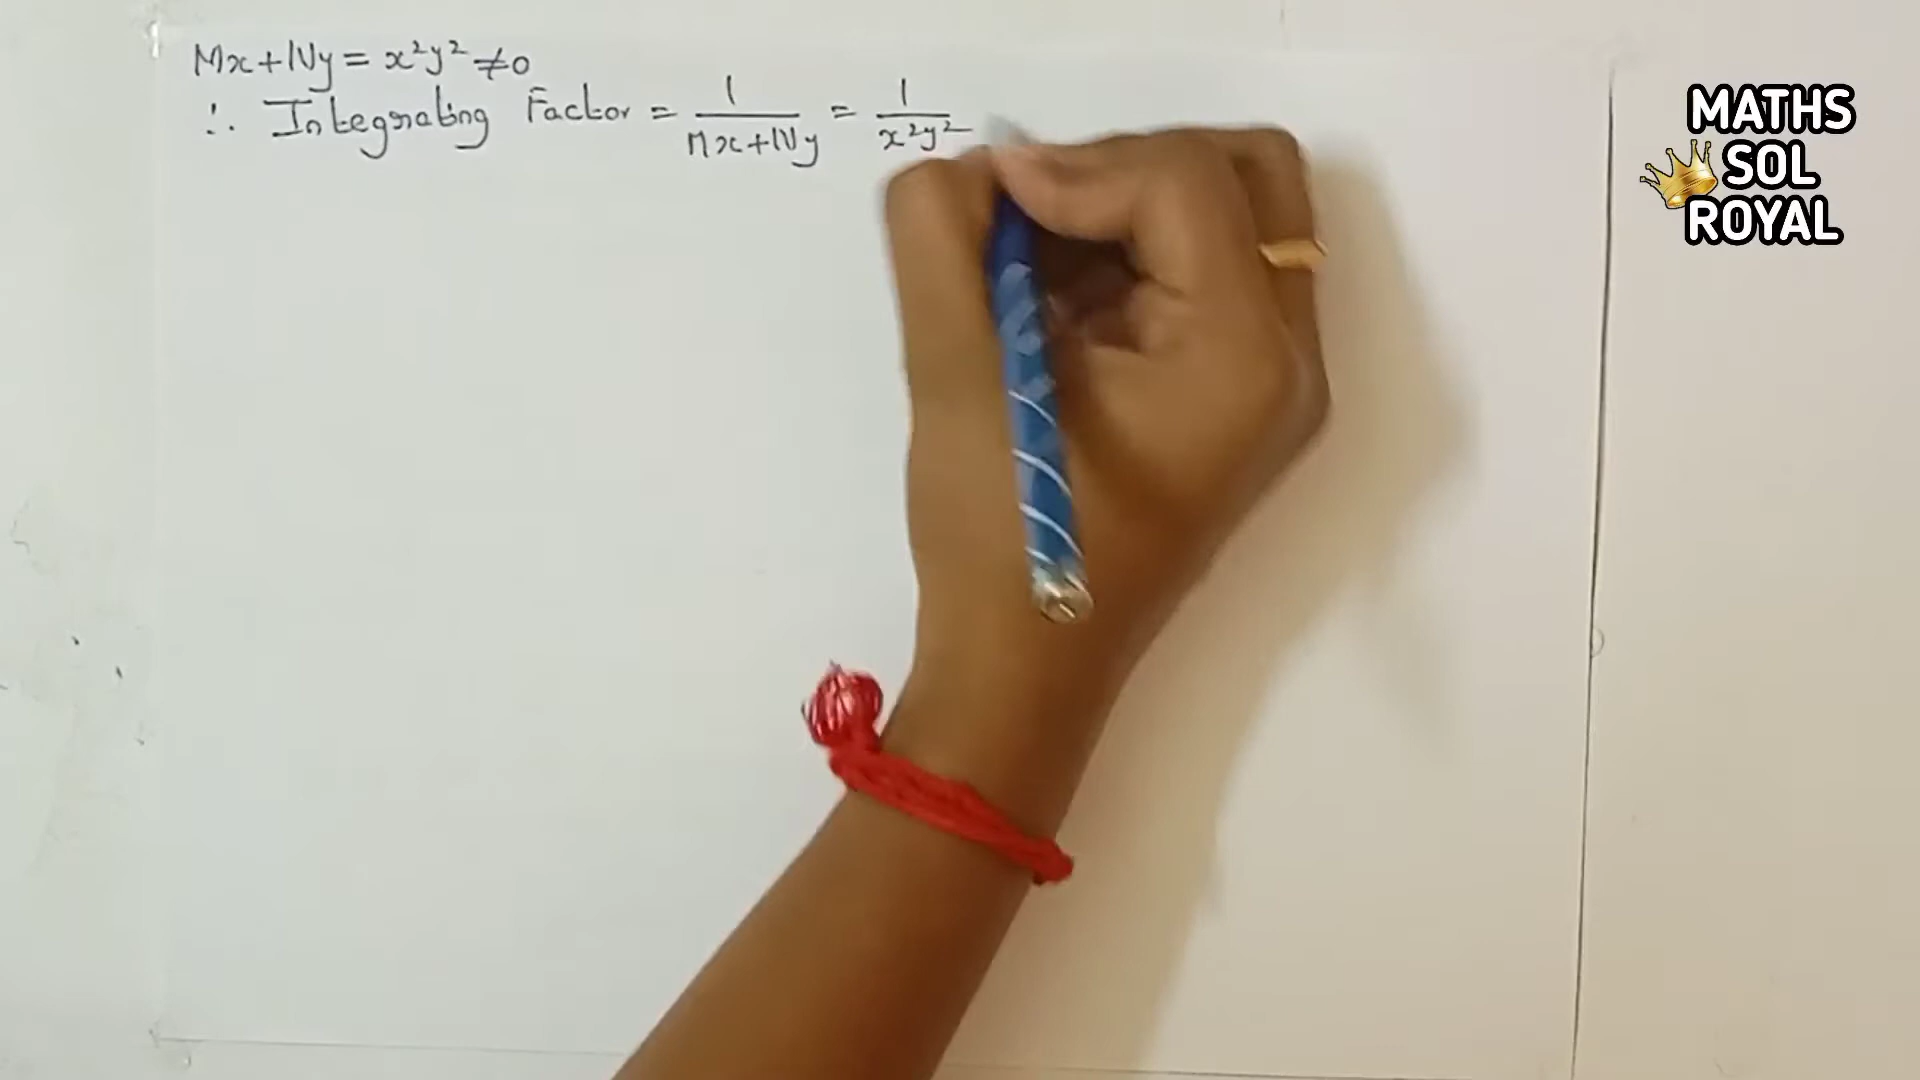 Mx+Ny = x²y² ≠0
∴ Integrating Factor = 1/(Mx+Ny) = 1/(x²y²)
MATHS
SOL
ROYAL